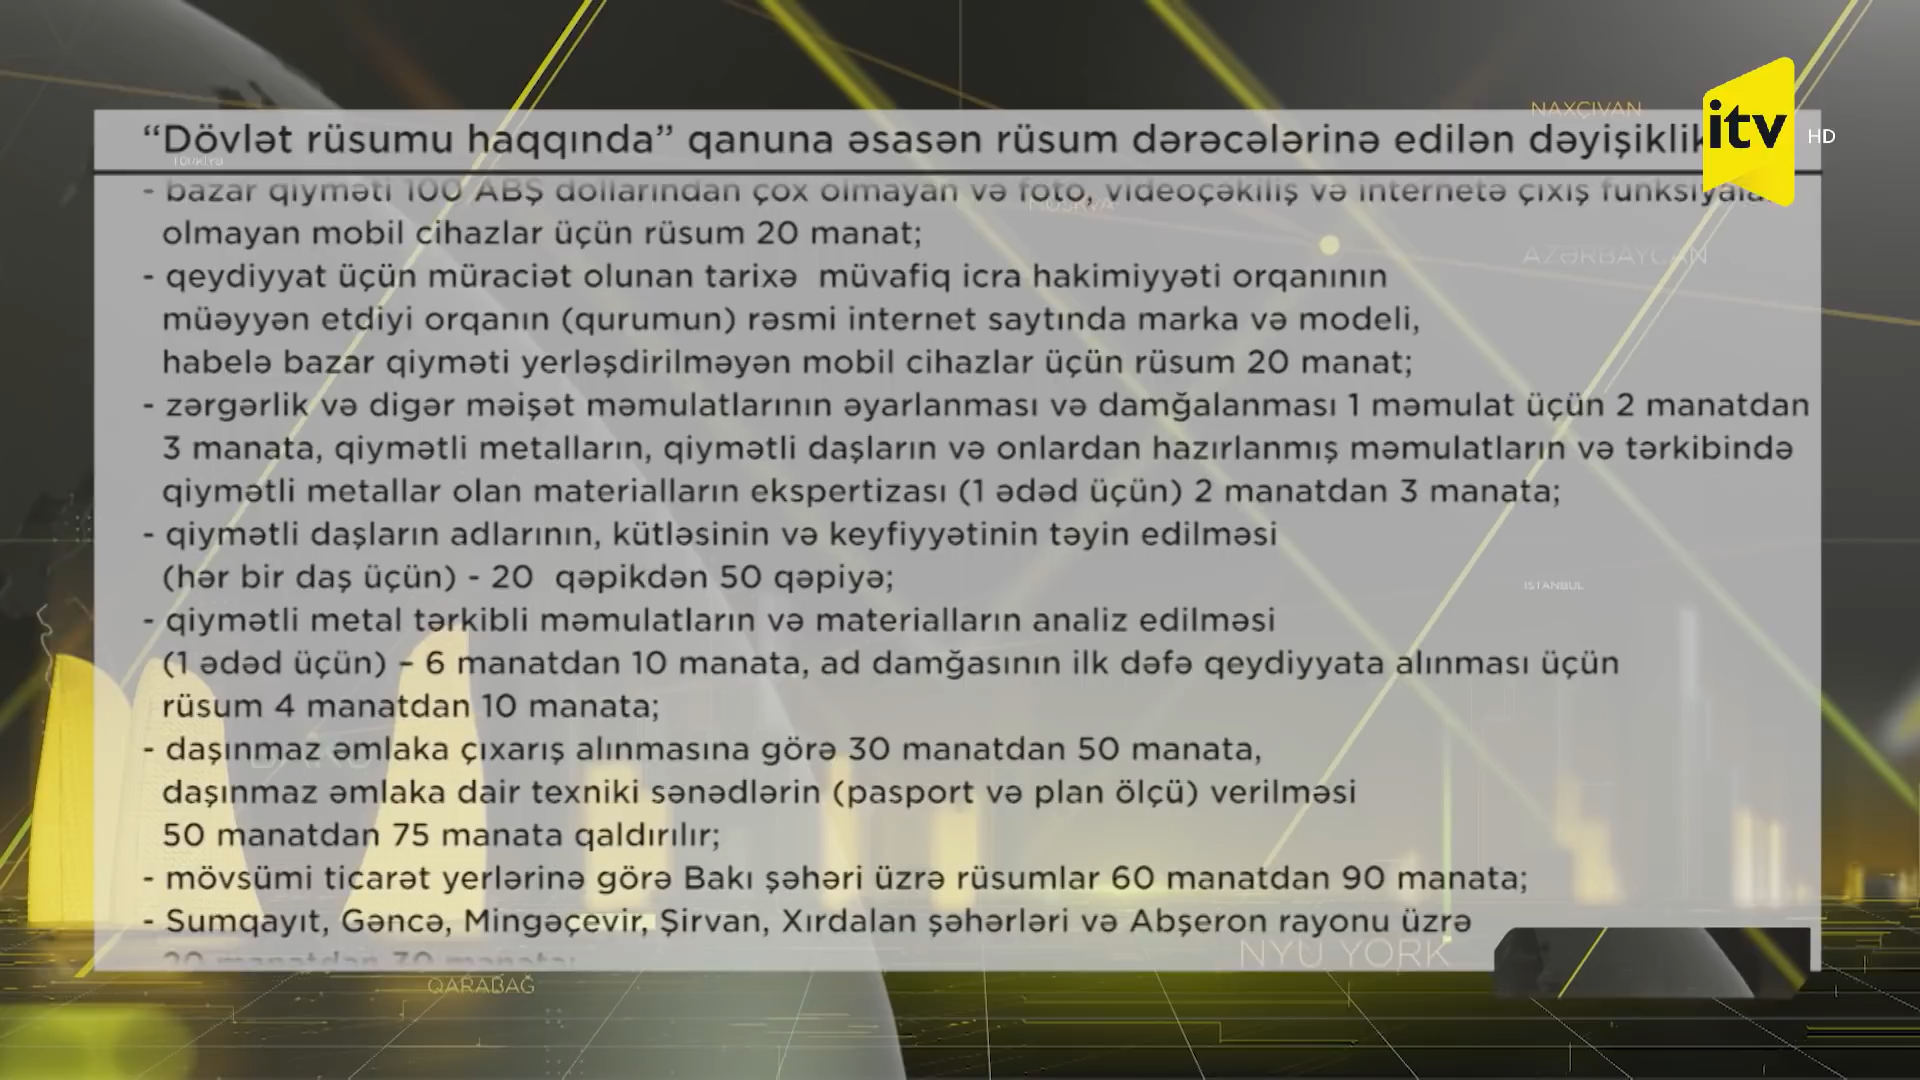 “Dövlət rüsumu haqqında” qanuna əsasən rüsum dərəcələrinə edilən dəyişiklik
- bazar qiyməti 100 ABŞ dollarından çox olmayan və foto, videoçəkiliş və internetə çıxış
olmayan mobil cihazlar üçün rüsum 20 manat;
- qeydiyyat üçün müraciət olunan tarixə müvafiq icra hakimiyyəti orqanının
müəyyən etdiyi orqanın (qurumun) rəsmi internet saytında marka və modeli,
habelə bazar qiyməti yerləşdirilməyən mobil cihazlar üçün rüsum 20 manat;
- zərgərlik və digər məişət məmulatlarının əyarlanması və damğalanması 1 məmulat üçün 2 manatdan
3 manata, qiymətli metalların, qiymətli daşların və onlardan hazırlanmış məmulatların və tərkibində
qiymətli metallar olan materialların ekspertizası (1 ədəd üçün) 2 manatdan 3 manata;
- qiymətli daşların adlarının, kütləsinin və keyfiyyətinin təyin edilməsi
(hər bir daş üçün) - 20 qəpikdən 50 qəpiyə;
- qiymətli metal tərkibli məmulatların və materialların analiz edilməsi
(1 ədəd üçün) – 6 manatdan 10 manata, ad damğasının ilk dəfə qeydiyyata alınması üçün
rüsum 4 manatdan 10 manata;
- daşınmaz əmlaka çıxarış alınmasına görə 30 manatdan 50 manata,
daşınmaz əmlaka dair texniki sənədlərin (pasport və plan ölçü) verilməsi
50 manatdan 75 manata qaldırılır;
- mövsümi ticarət yerlərinə görə Bakı şəhəri üzrə rüsumlar 60 manatdan 90 manata;
- Sumqayıt, Gəncə, Mingəçevir, Şirvan, Xırdalan şəhərləri və Abşeron rayonu üzrə
20 manatdan 30 manata;
itv HD
NAXÇIVAN
TÜRKİYƏ
MOSKVA
AZƏRBAYCAN
İSTANBUL
BAKU
NYU YORK
QARABAĞ